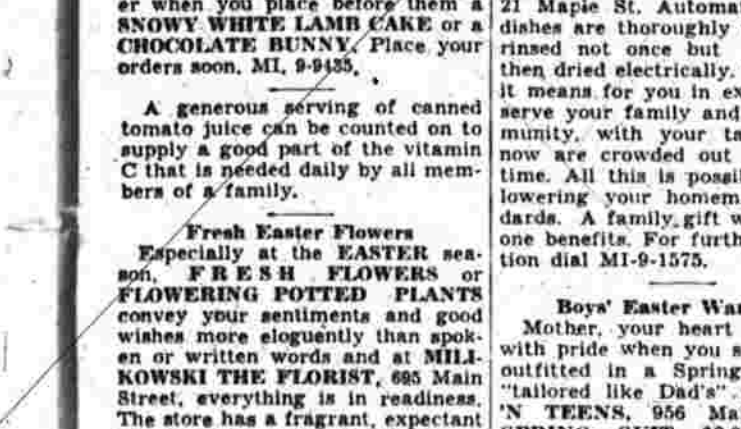 er when you place before them a
SNOWY WHITE LAMB CAKE or a
CHOCOLATE BUNNY. Place your
orders soon. MI. 9-9435.
A generous serving of canned
tomato juice can be counted on to
supply a good part of the vitamin
C that is needed daily by all mem-
bers of a family.
Fresh Easter Flowers
Especially at the EASTER sea-
son, FRESH FLOWERS or
FLOWERING POTTED PLANTS
convey your sentiments and good
wishes more eloguently than spok-
en or written words and at MILI-
KOWSKI THE FLORIST, 695 Main
Street, everything is in readiness.
The store has a fragrant, expectant
21 Maple St. Automat
dishes are thoroughly
rinsed not once but
then dried electrically.
it means for you in ex
serve your family and
munity, with your ta
now are crowded out
time. All this is possi
lowering your homem
dards. A family gift w
one benefits. For furth
tion dial MI-9-1575.
Boys' Easter War
Mother, your heart
with pride when you s
outfitted in a Spring
"tailored like Dad's".
'N TEENS, 956 Ma
SPRING SUIT